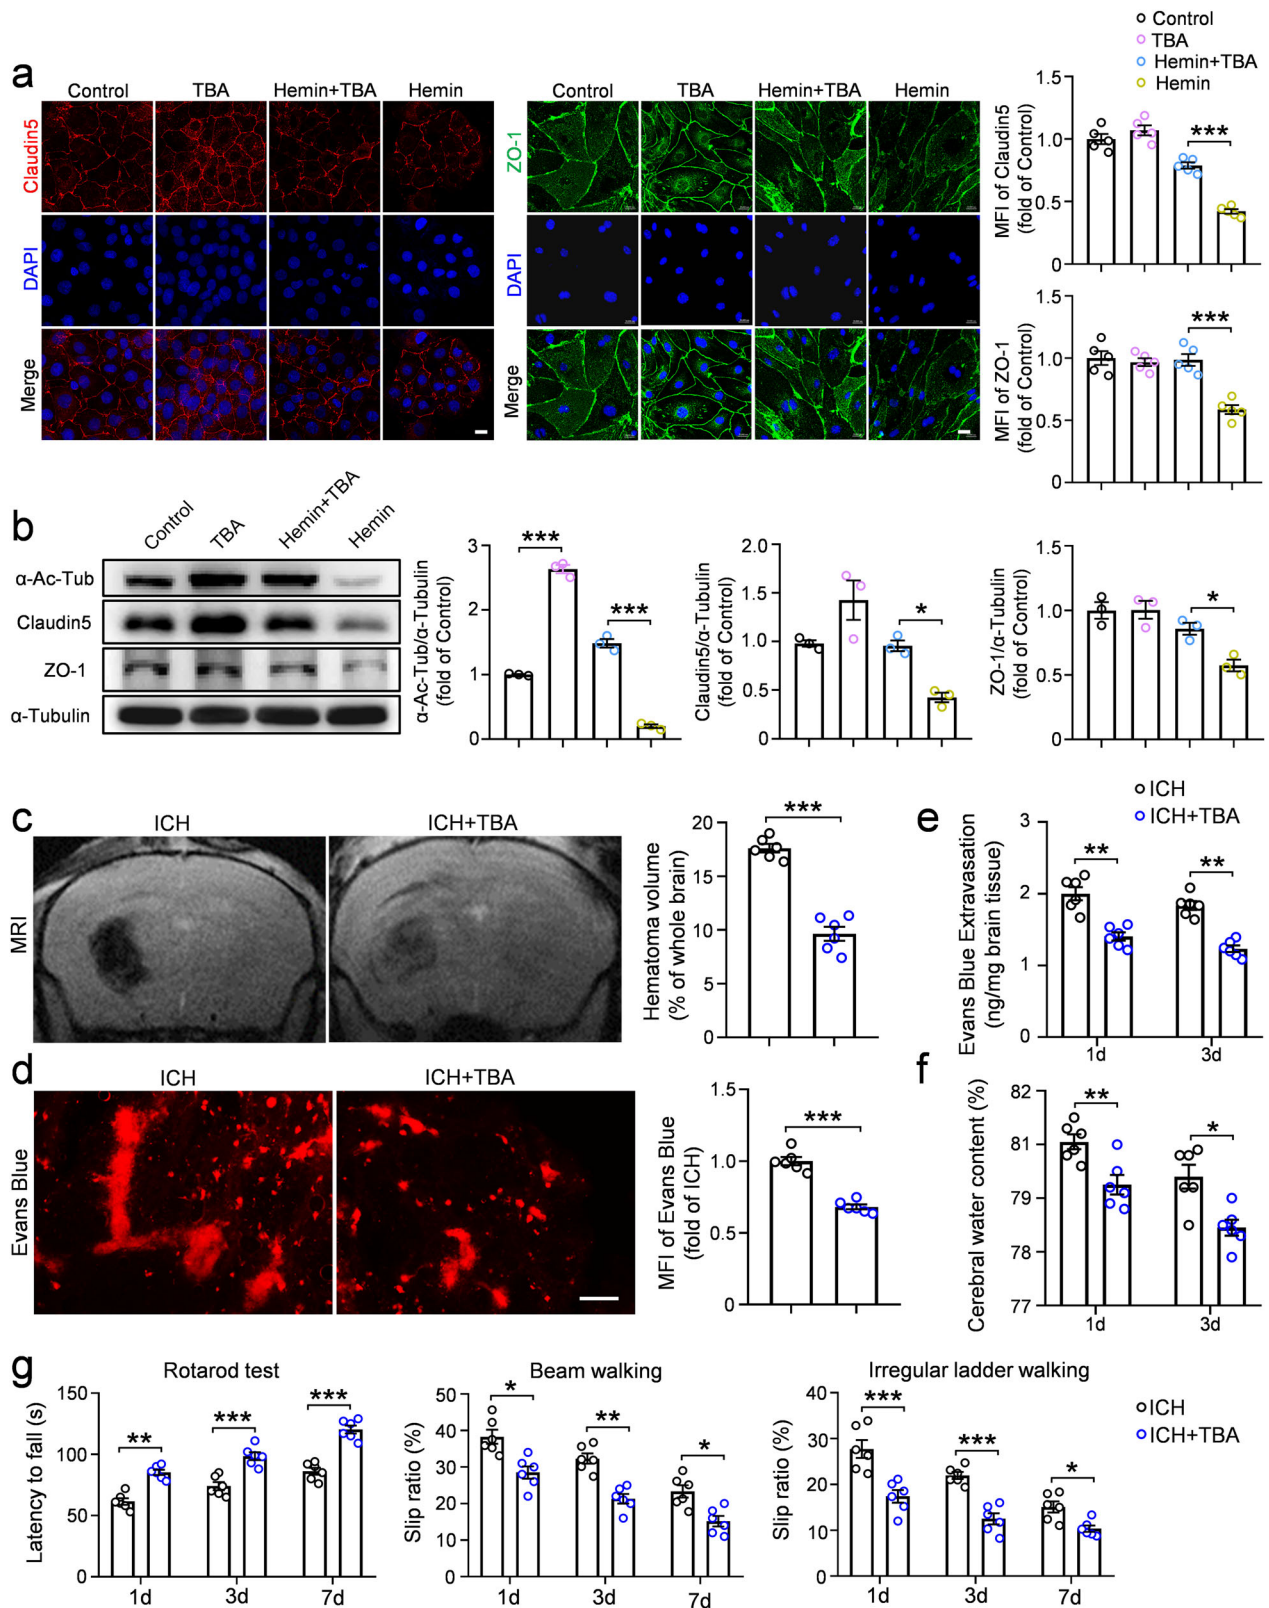 Control
TBA
Hemin+TBA
Hemin
a
Control TBA Hemin+TBA Hemin
Claudin5
DAPI
Merge
Control TBA Hemin+TBA Hemin
ZO-1
DAPI
Merge
MFI of Claudin5
(fold of Control)
1.5
1.0
0.5
0
***
MFI of ZO-1
(fold of Control)
1.5
1.0
0.5
0
***
b
Control TBA Hemin+TBA Hemin
α-Ac-Tub
Claudin5
ZO-1
α-Tubulin
α-Ac-Tub/α-Tubulin
(fold of Control)
3
2
1
0
***
***
Claudin5/α-Tubulin
(fold of Control)
2.0
1.5
1.0
0.5
0
*
ZO-1/α-Tubulin
(fold of Control)
1.5
1.0
0.5
0
*
c
ICH ICH+TBA
MRI
Hematoma volume
(% of whole brain)
20
15
10
5
0
***
ICH
ICH+TBA
e
Evans Blue Extravasation
(ng/mg brain tissue)
3
2
1
0
**
**
1d 3d
d
ICH ICH+TBA
Evans Blue
MFI of Evans Blue
(fold of ICH)
1.5
1.0
0.5
0
***
f
Cerebral water content (%)
82
81
79
78
77
**
*
1d 3d
g
Rotarod test
Latency to fall (s)
150
100
50
0
**
***
***
1d 3d 7d
Beam walking
Slip ratio (%)
50
40
30
20
10
0
*
**
*
1d 3d 7d
Irregular ladder walking
Slip ratio (%)
40
30
20
10
0
***
***
*
1d 3d 7d
ICH
ICH+TBA